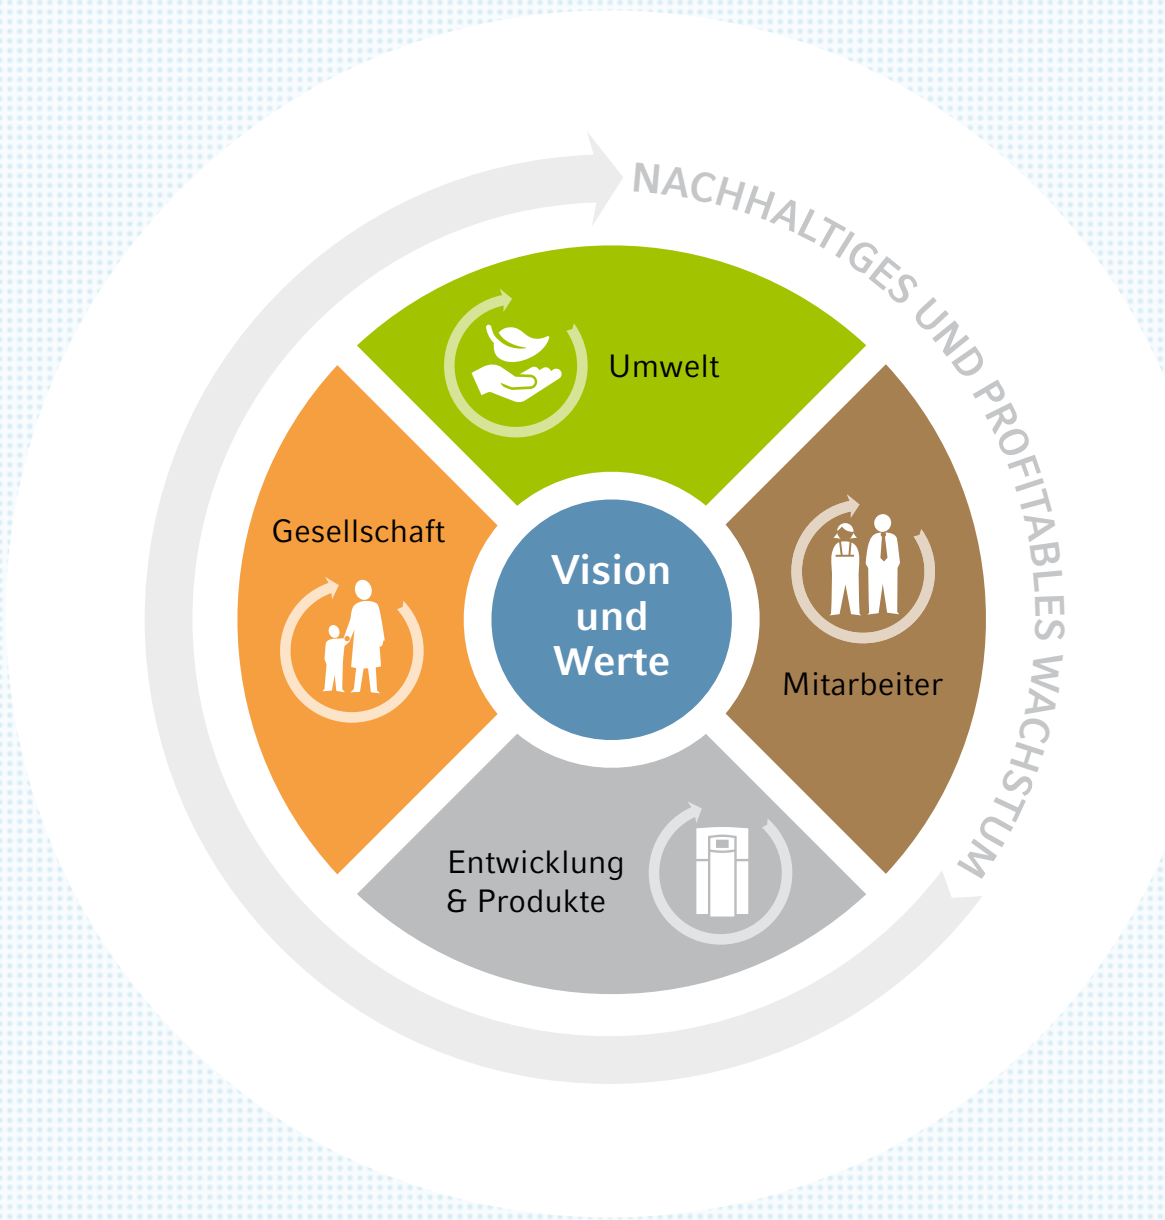 NACHHALTIGES UND PROFITABLES WACHSTUM
Umwelt
Gesellschaft
Vision
und
Werte
Mitarbeiter
Entwicklung
& Produkte